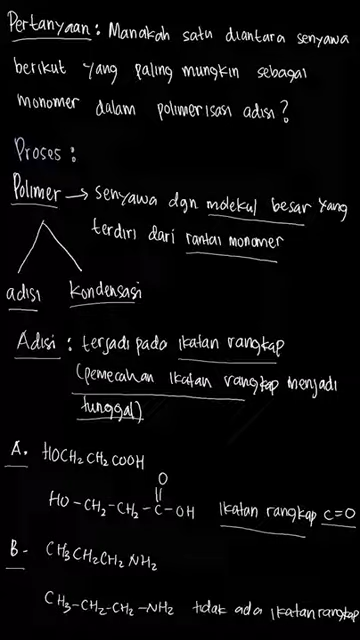 Pertanyaan : Manakah satu diantara senyawa
berikut yang paling mungkin sebagai
monomer dalam polimerisasi adisi?
Proses :
Polimer → senyawa dgn molekul besar yang
terdiri dari rantai monomer
adisi kondensasi
Adisi : terjadi pada ikatan rangkap
(pemecahan ikatan rangkap menjadi
tunggal)
A. HOCH2CH2COOH
O
HO-CH2-CH2-C-OH ikatan rangkap C=O
B. CH3CH2CH2NH2
CH3-CH2-CH2-NH2 tidak ada ikatan rangkap